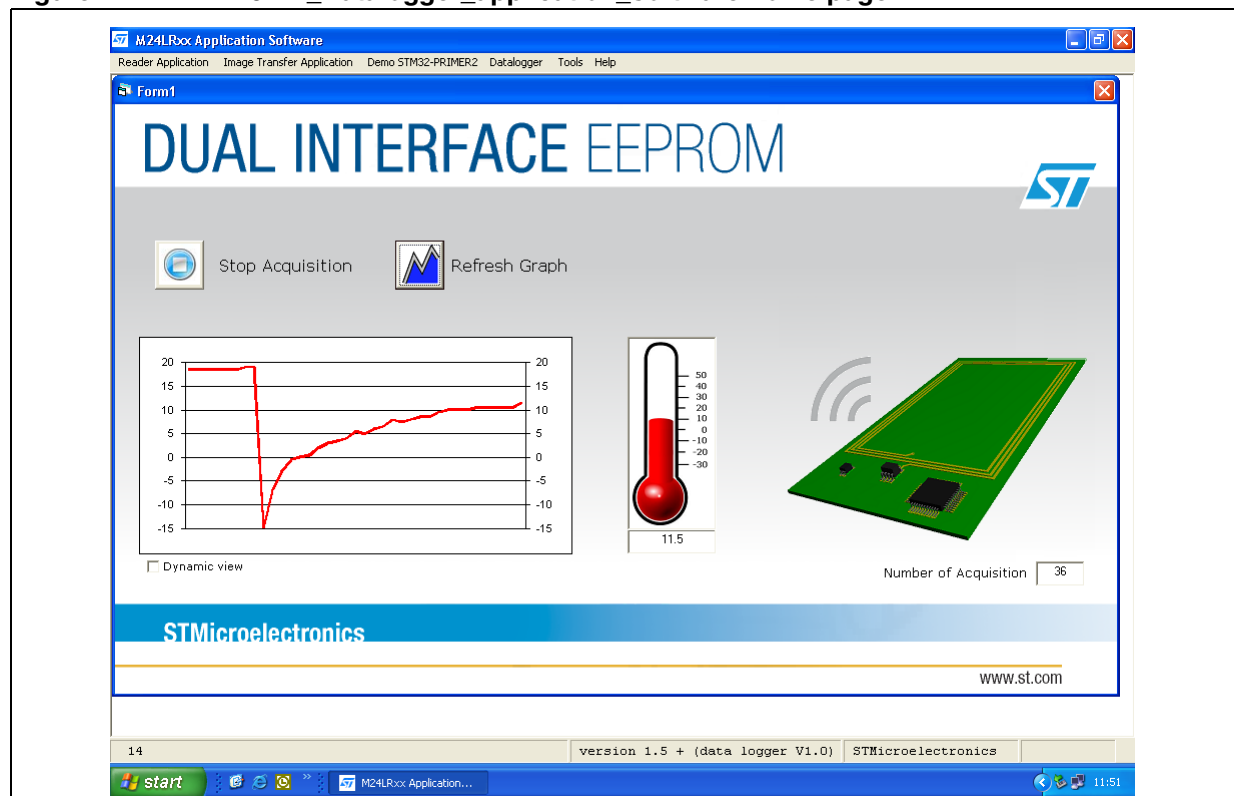 M24LRxx Application Software
Reader Application Image Transfer Application Demo STM32-PRIMER2 Datalogger Tools Help
Form1
DUAL INTERFACE EEPROM
ST
Stop Acquisition
Refresh Graph
20 20
15 15
10 10
5 5
0 0
-5 -5
-10 -10
-15 -15
50
40
30
20
10
0
-10
-20
-30
11.5
Dynamic view
Number of Acquisition 36
STMicroelectronics
www.st.com
14 version 1.5 + (data logger V1.0) STMicroelectronics
start M24LRxx Application... 11:51